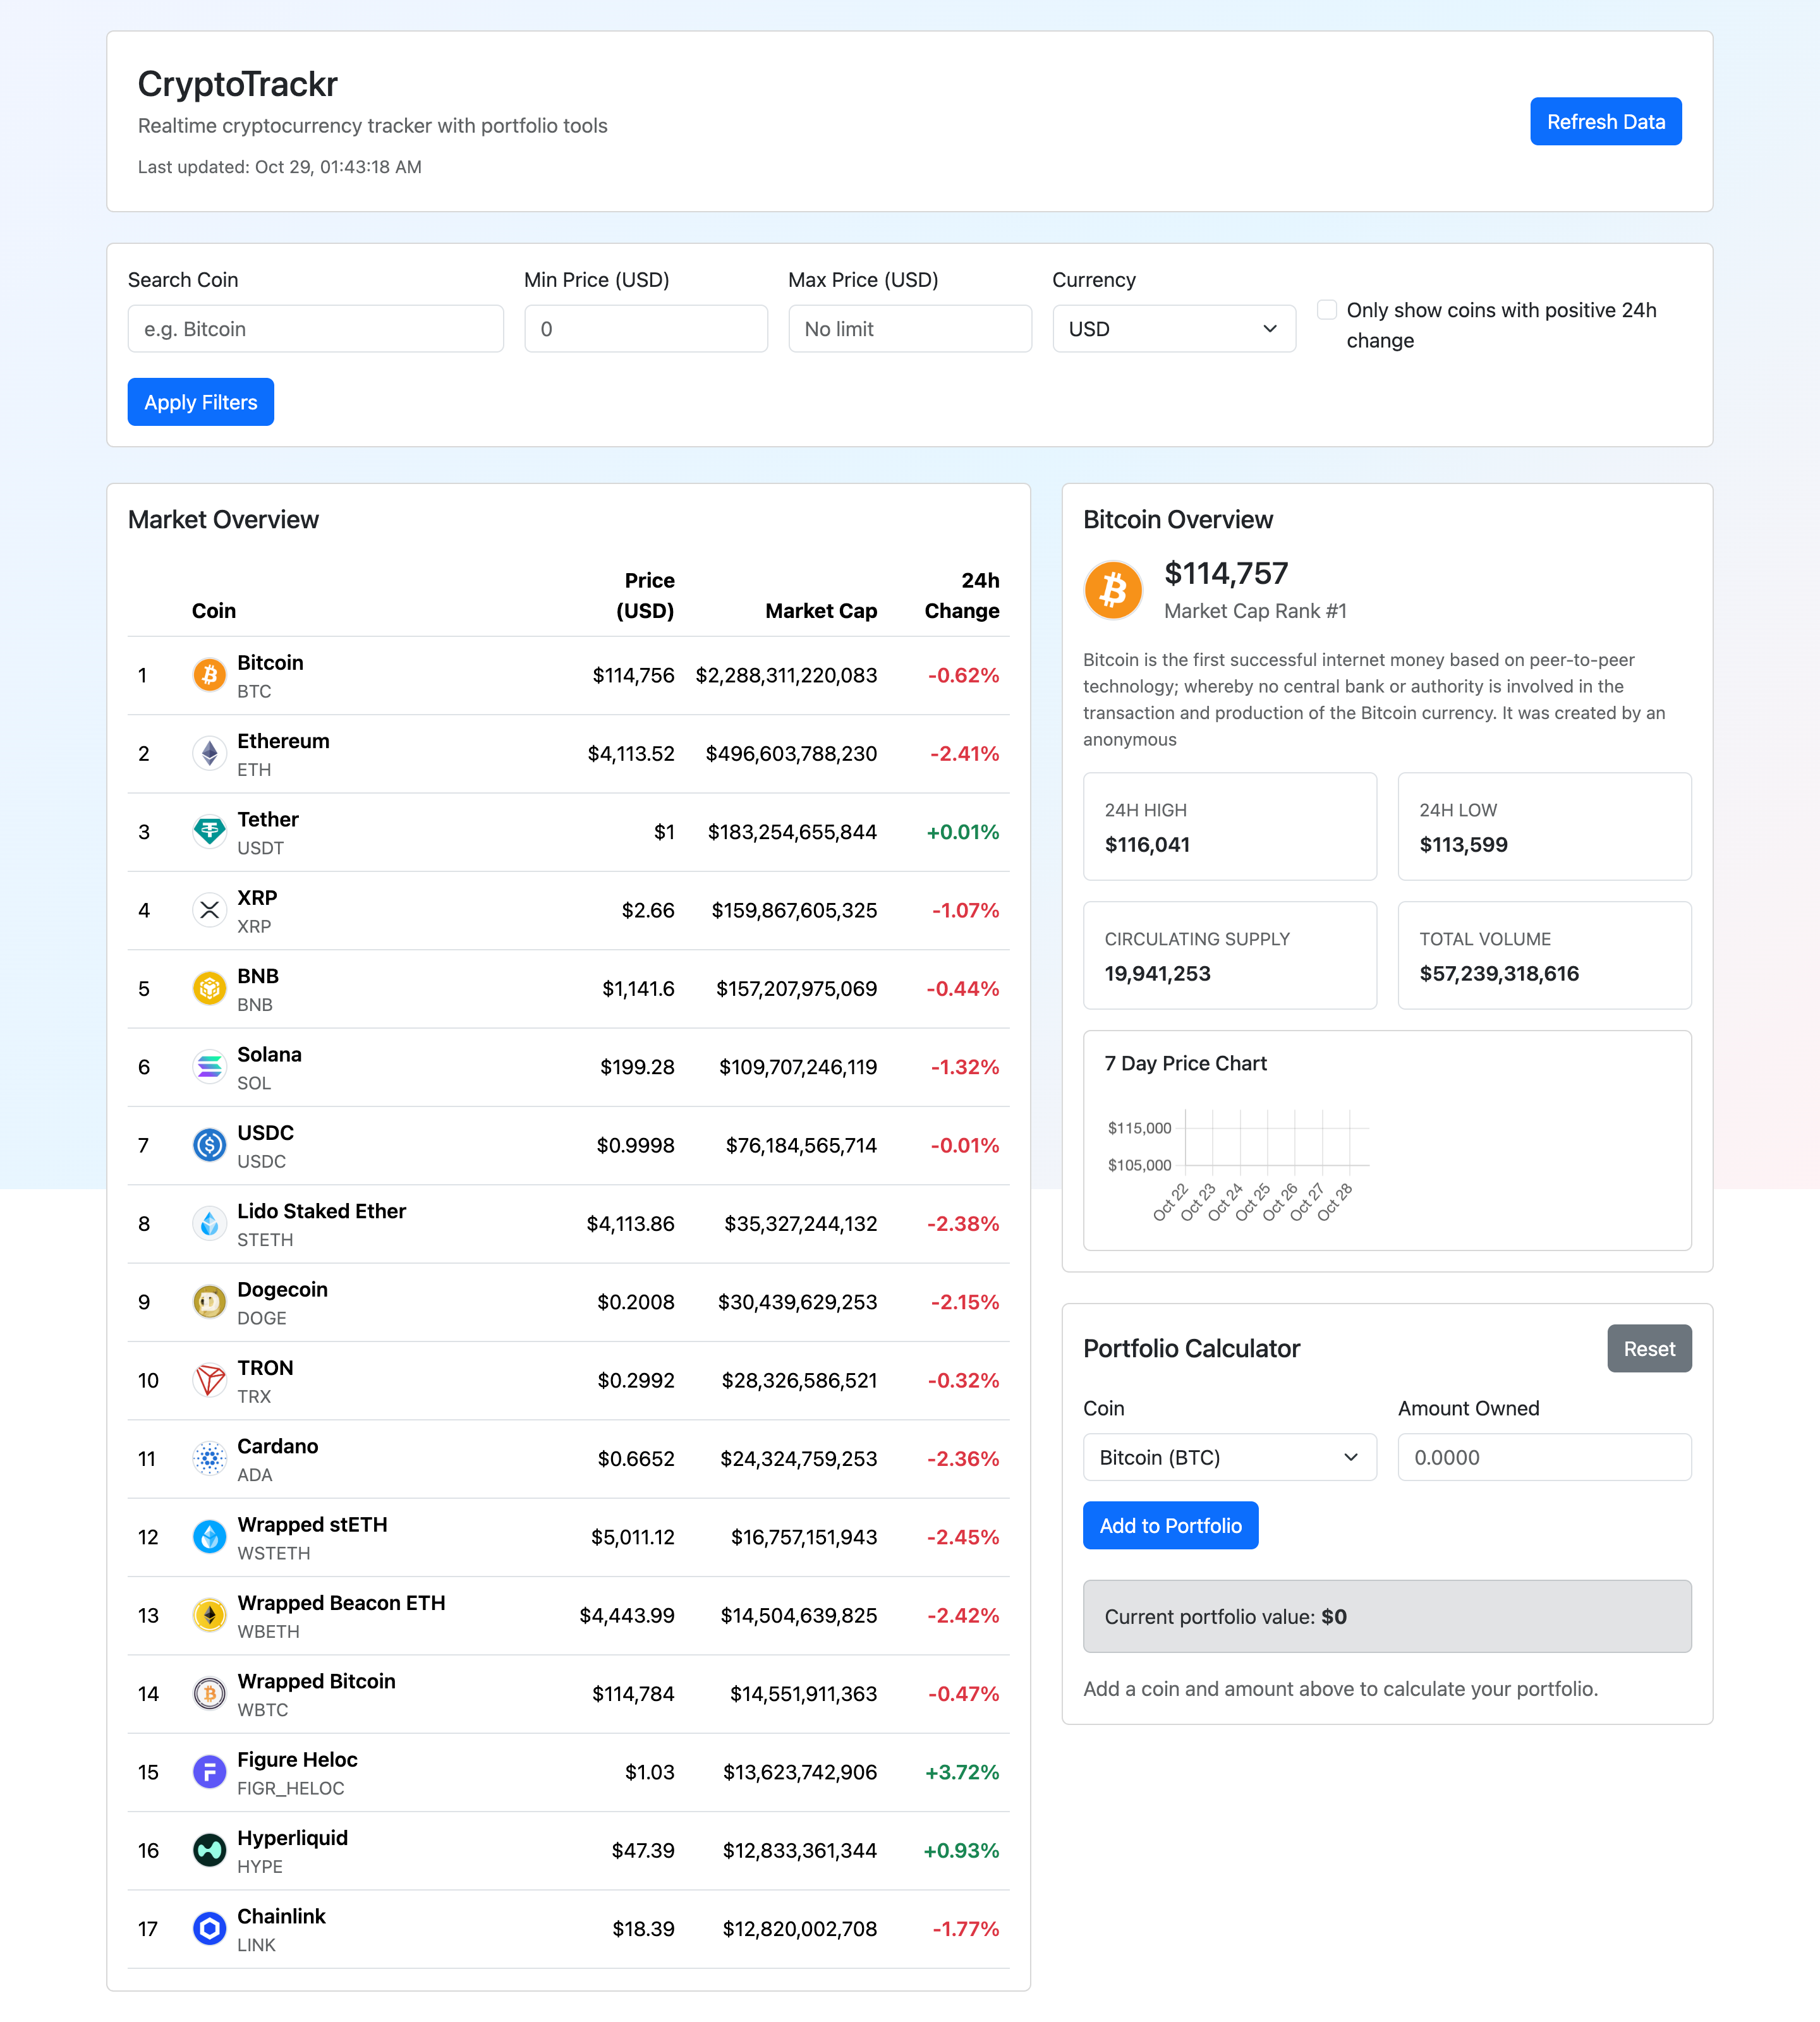 CryptoTrackr
Realtime cryptocurrency tracker with portfolio tools
Last updated: Oct 29, 01:43:18 AM
Refresh Data
Search Coin
e.g. Bitcoin
Min Price (USD)
0
Max Price (USD)
No limit
Currency
USD
Only show coins with positive 24h
change
Apply Filters
Market Overview
Coin
Price
(USD)
Market Cap
24h
Change
1 Bitcoin BTC $114,756 $2,288,311,220,083 -0.62%
2 Ethereum ETH $4,113.52 $496,603,788,230 -2.41%
3 Tether USDT $1 $183,254,655,844 +0.01%
4 XRP XRP $2.66 $159,867,605,325 -1.07%
5 BNB BNB $1,141.6 $157,207,975,069 -0.44%
6 Solana SOL $199.28 $109,707,246,119 -1.32%
7 USDC USDC $0.9998 $76,184,565,714 -0.01%
8 Lido Staked Ether STETH $4,113.86 $35,327,244,132 -2.38%
9 Dogecoin DOGE $0.2008 $30,439,629,253 -2.15%
10 TRON TRX $0.2992 $28,326,586,521 -0.32%
11 Cardano ADA $0.6652 $24,324,759,253 -2.36%
12 Wrapped stETH WSTETH $5,011.12 $16,757,151,943 -2.45%
13 Wrapped Beacon ETH WBETH $4,443.99 $14,504,639,825 -2.42%
14 Wrapped Bitcoin WBTC $114,784 $14,551,911,363 -0.47%
15 Figure Heloc FIGR_HELOC $1.03 $13,623,742,906 +3.72%
16 Hyperliquid HYPE $47.39 $12,833,361,344 +0.93%
17 Chainlink LINK $18.39 $12,820,002,708 -1.77%
Bitcoin Overview
$114,757
Market Cap Rank #1
Bitcoin is the first successful internet money based on peer-to-peer
technology; whereby no central bank or authority is involved in the
transaction and production of the Bitcoin currency. It was created by an
anonymous
24H HIGH
$116,041
24H LOW
$113,599
CIRCULATING SUPPLY
19,941,253
TOTAL VOLUME
$57,239,318,616
7 Day Price Chart
$115,000
$105,000
Oct 22
Oct 23
Oct 24
Oct 25
Oct 26
Oct 27
Oct 28
Portfolio Calculator
Reset
Coin
Bitcoin (BTC)
Amount Owned
0.0000
Add to Portfolio
Current portfolio value: $0
Add a coin and amount above to calculate your portfolio.